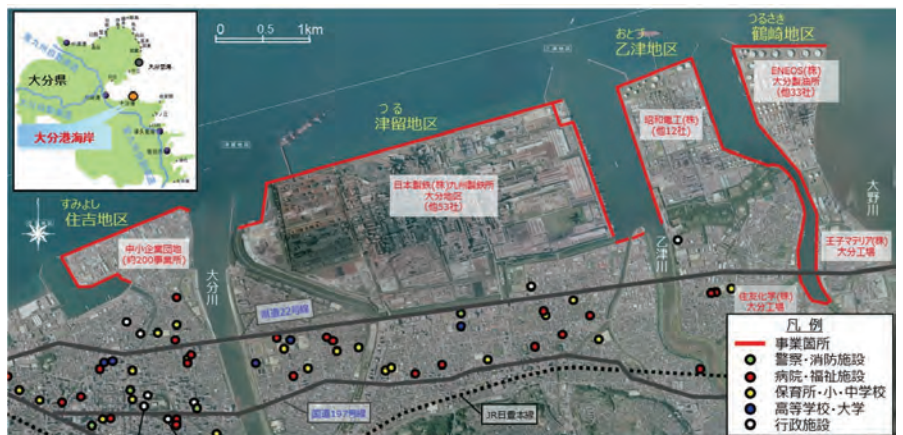 大分県
大分空港
大分港海岸
0 0.5 1km
つる
津留地区
おとず
乙津地区
つるさき
鶴崎地区
ENEOS(株)
大分製油所
(他33社)
昭和電工(株)
(他12社)
日本製鉄(株)九州製鉄所
大分地区
(他53社)
すみよし
住吉地区
中小企業団地
(約200事業所)
大分川
乙津川
大野川
王子マテリア(株)
大分工場
住友化学(株)
大分工場
県道22号線
国道197号線
JR日豊本線
凡例
事業箇所
警察・消防施設
病院・福祉施設
保育所・小・中学校
高等学校・大学
行政施設